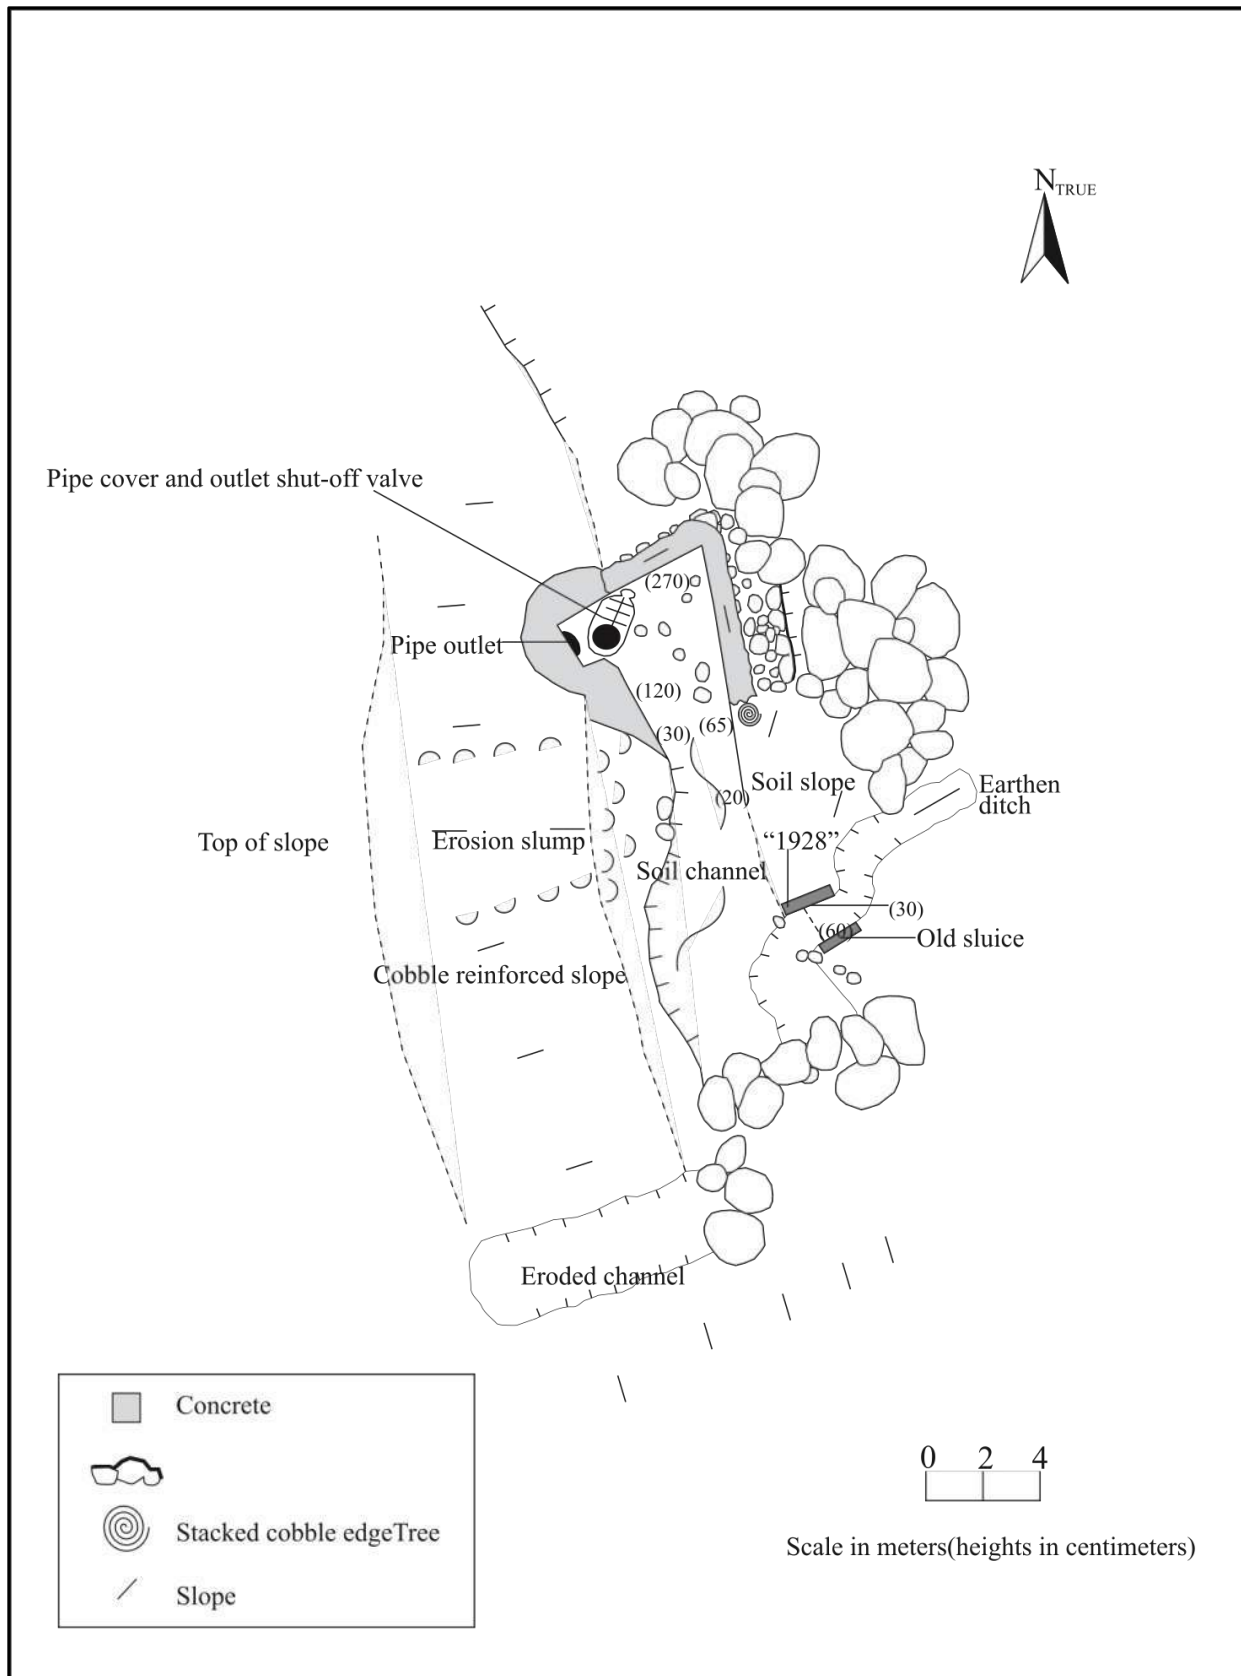 N
TRUE
Pipe cover and outlet shut-off valve
(270)
Pipe outlet
(120)
(30)
(65)
Soil slope
(20)
Earthen
ditch
Top of slope
Erosion slump
“1928”
Soil channel
(30)
(60)
Old sluice
Cobble reinforced slope
Eroded channel
Concrete
Stacked cobble edgeTree
Slope
0 2 4
Scale in meters(heights in centimeters)